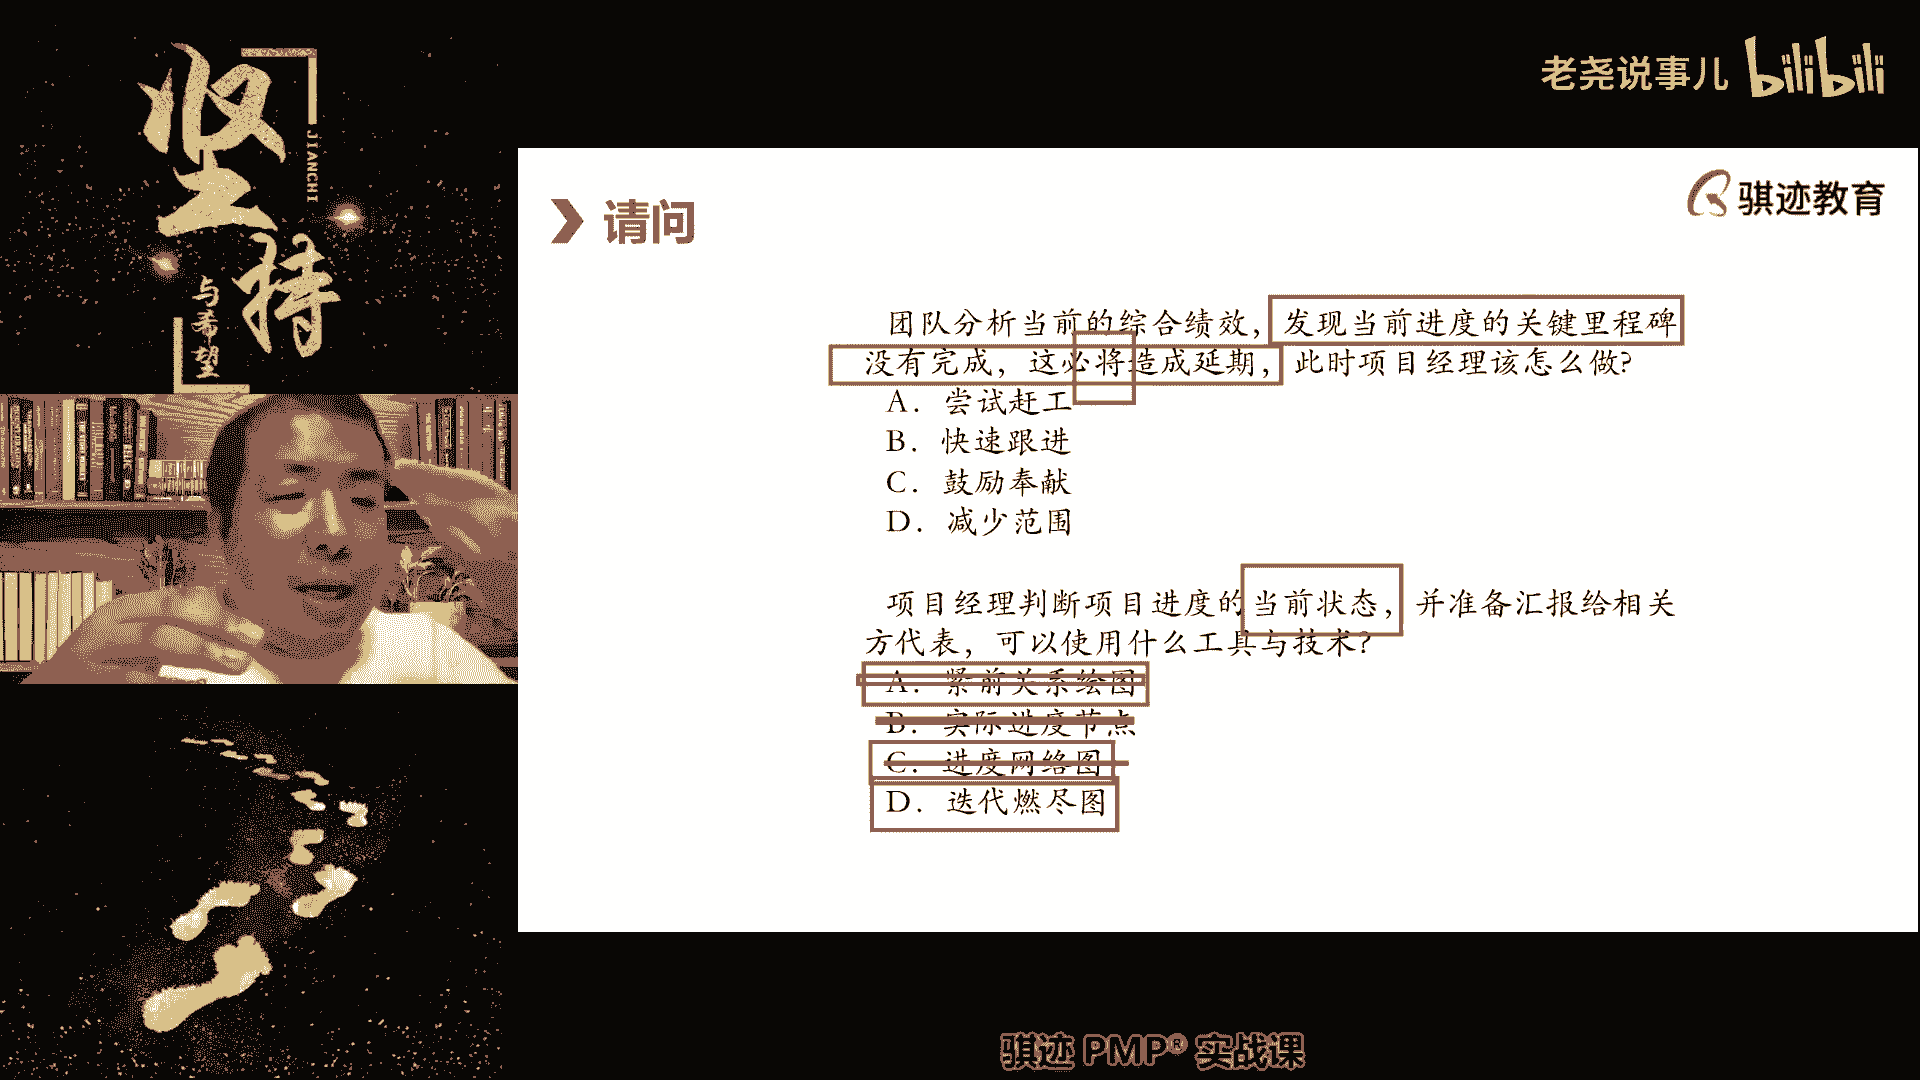 坚
持
与希望
JIANCHI
老尧说事儿 bilibili
骐迹教育
请问
团队分析当前的综合绩效，发现当前进度的关键里程碑
没有完成，这必将造成延期，此时项目经理该怎么做?
A. 尝试赶工
B. 快速跟进
C. 鼓励奉献
D. 减少范围
项目经理判断项目进度的当前状态，并准备汇报给相关
方代表，可以使用什么工具与技术?
A. 紧前关系绘图
B. 实际进度节点
C. 进度网络图
D. 迭代燃尽图
骐迹 PMP® 实战课